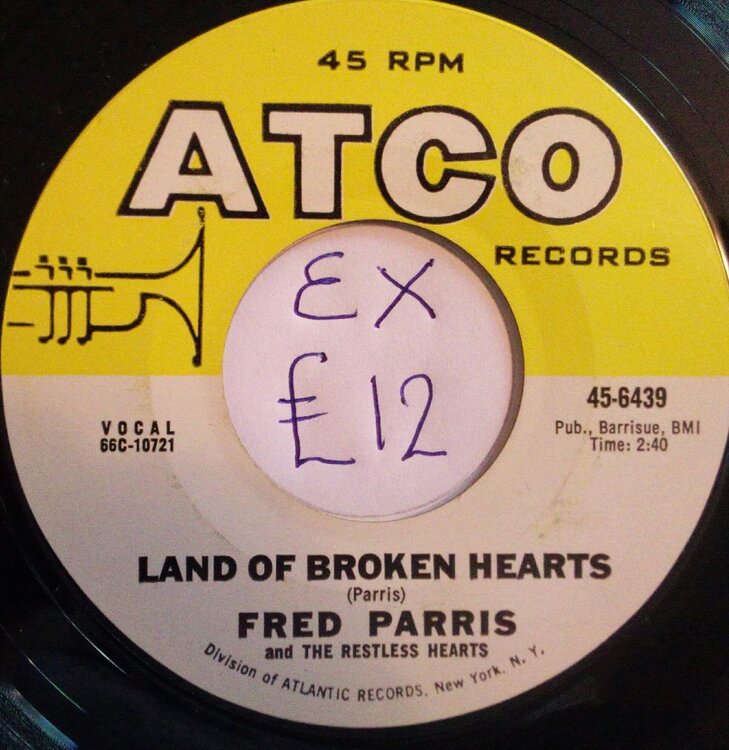 45 RPM
ATCO
RECORDS
EX
£12
VOCAL
66C-10721
45-6439
Pub., Barrisue, BMI
Time: 2:40
LAND OF BROKEN HEARTS
(Parris)
FRED PARRIS
and THE RESTLESS HEARTS
Division of ATLANTIC RECORDS, New York, N. Y.